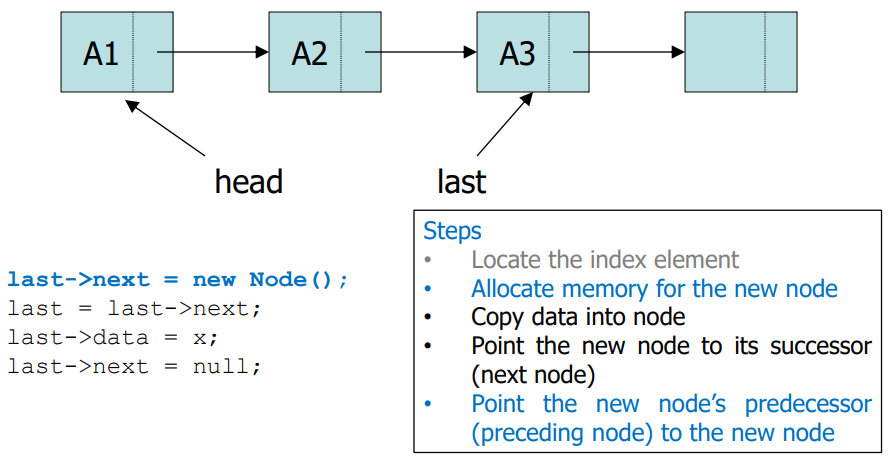 A1
A2
A3
head
last
last->next = new Node();
last = last->next;
last->data = x;
last->next = null;
Steps
• Locate the index element
• Allocate memory for the new node
• Copy data into node
• Point the new node to its successor
(next node)
• Point the new node’s predecessor
(preceding node) to the new node